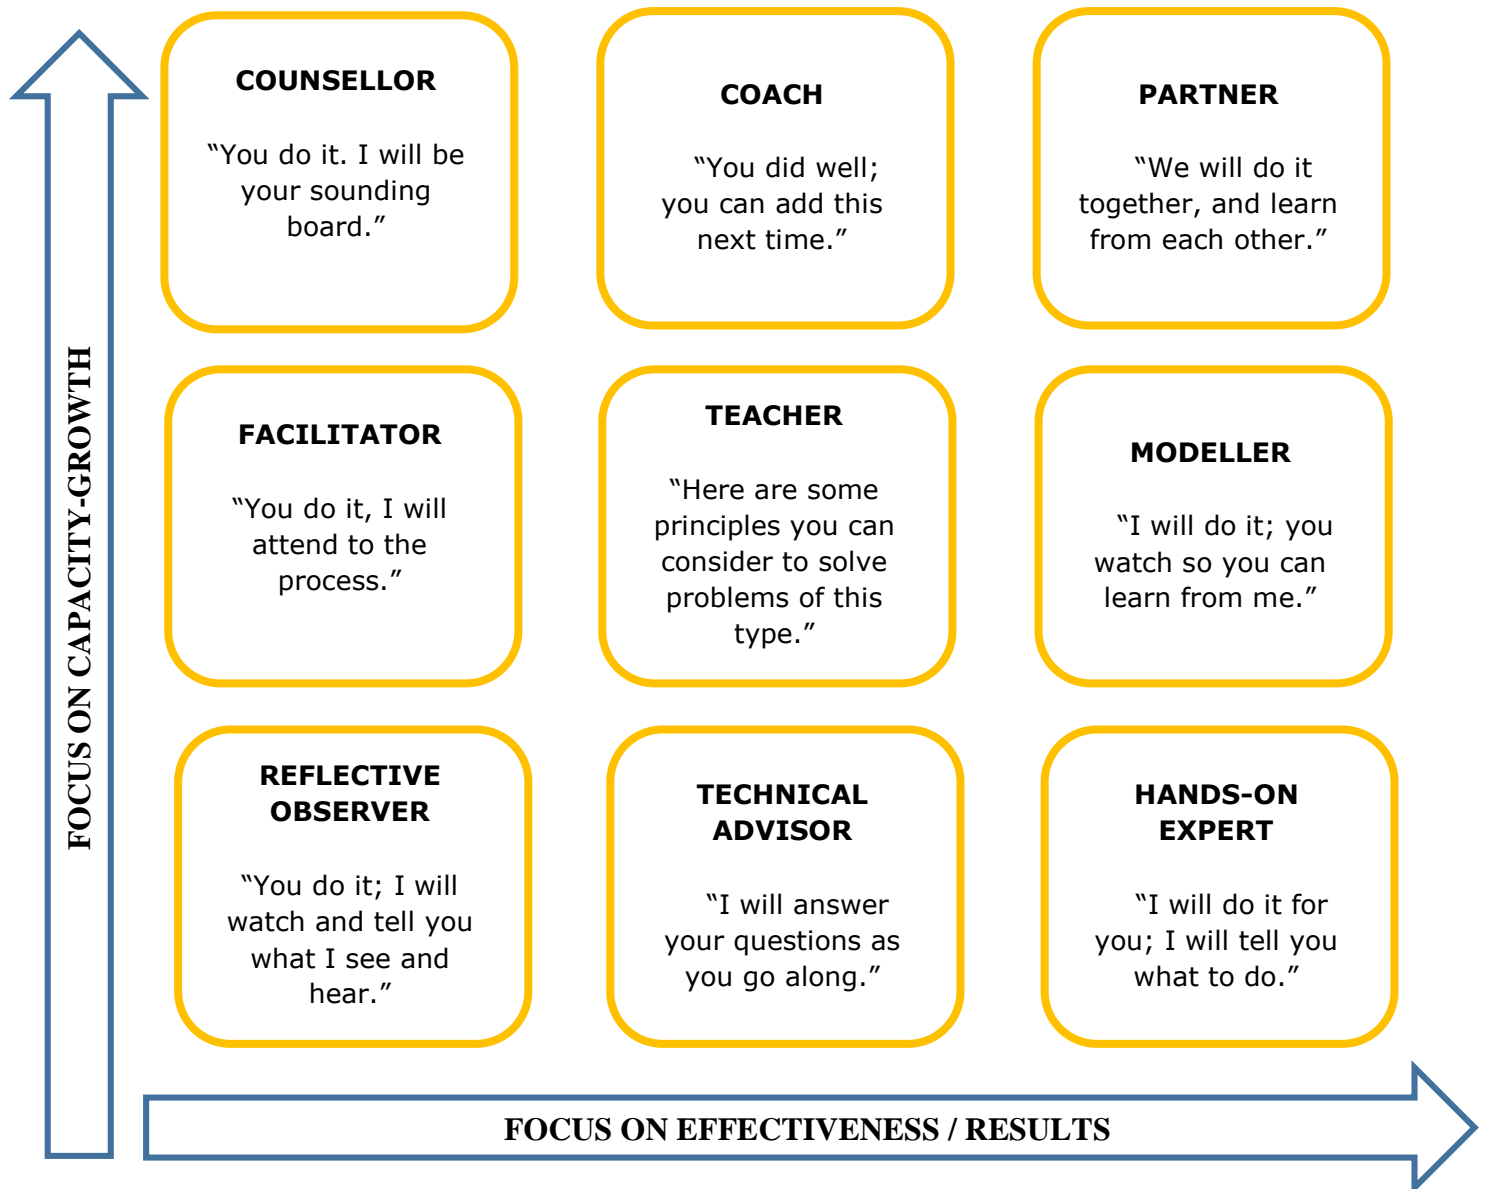 COUNSELLOR
“You do it. I will be
your sounding
board.”
COACH
“You did well;
you can add this
next time.”
PARTNER
“We will do it
together, and learn
from each other.”
FOCUS ON CAPACITY-GROWTH
FACILITATOR
“You do it, I will
attend to the
process.”
TEACHER
“Here are some
principles you can
consider to solve
problems of this
type.”
MODELLER
“I will do it; you
watch so you can
learn from me.”
REFLECTIVE
OBSERVER
“You do it; I will
watch and tell you
what I see and
hear.”
TECHNICAL
ADVISOR
“I will answer
your questions as
you go along.”
HANDS-ON
EXPERT
“I will do it for
you; I will tell you
what to do.”
FOCUS ON EFFECTIVENESS / RESULTS